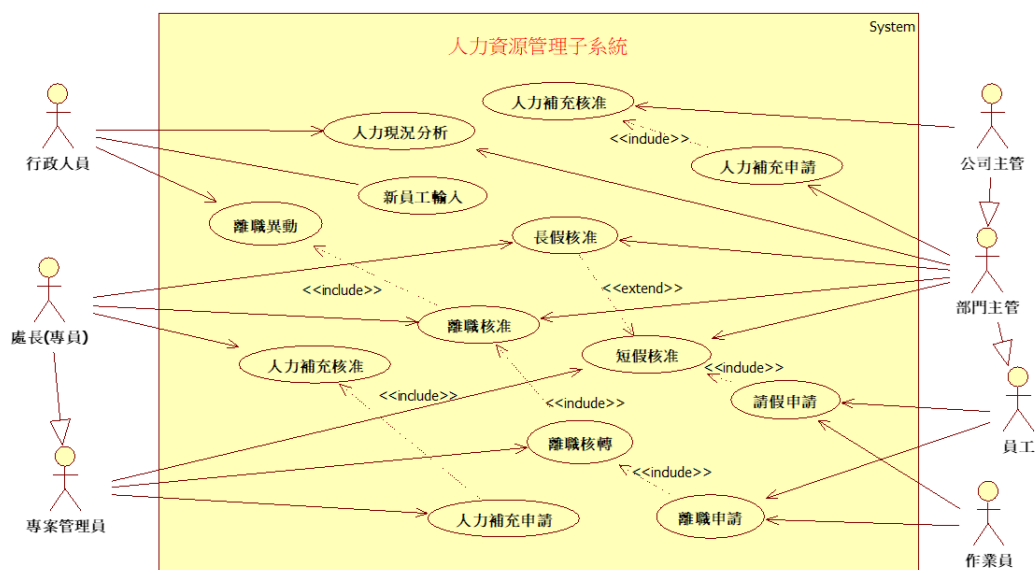 System
人力資源管理子系統
人力補充核准
行政人員
人力現況分析
<<indude>>
公司主管
人力補充申請
新員工輸入
離職異動
長假核准
<<include>>
<<extend>>
處長(專員)
離職核准
部門主管
人力補充核准
短假核准
<<indude>>
<<include>>
<<indude>>
請假申請
員工
離職核轉
<<indude>>
專案管理員
人力補充申請
離職申請
作業員